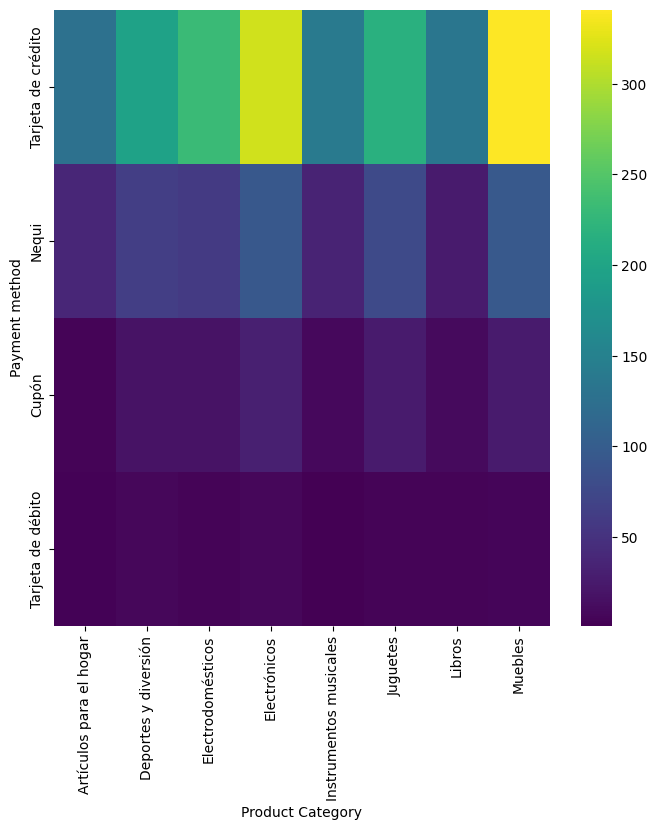 Payment method
Tarjeta de crédito
Nequi
Cupón
Tarjeta de débito
Artículos para el hogar
Deportes y diversión
Electrodomésticos
Electrónicos
Instrumentos musicales
Juguetes
Libros
Muebles
Product Category
300
250
200
150
100
50